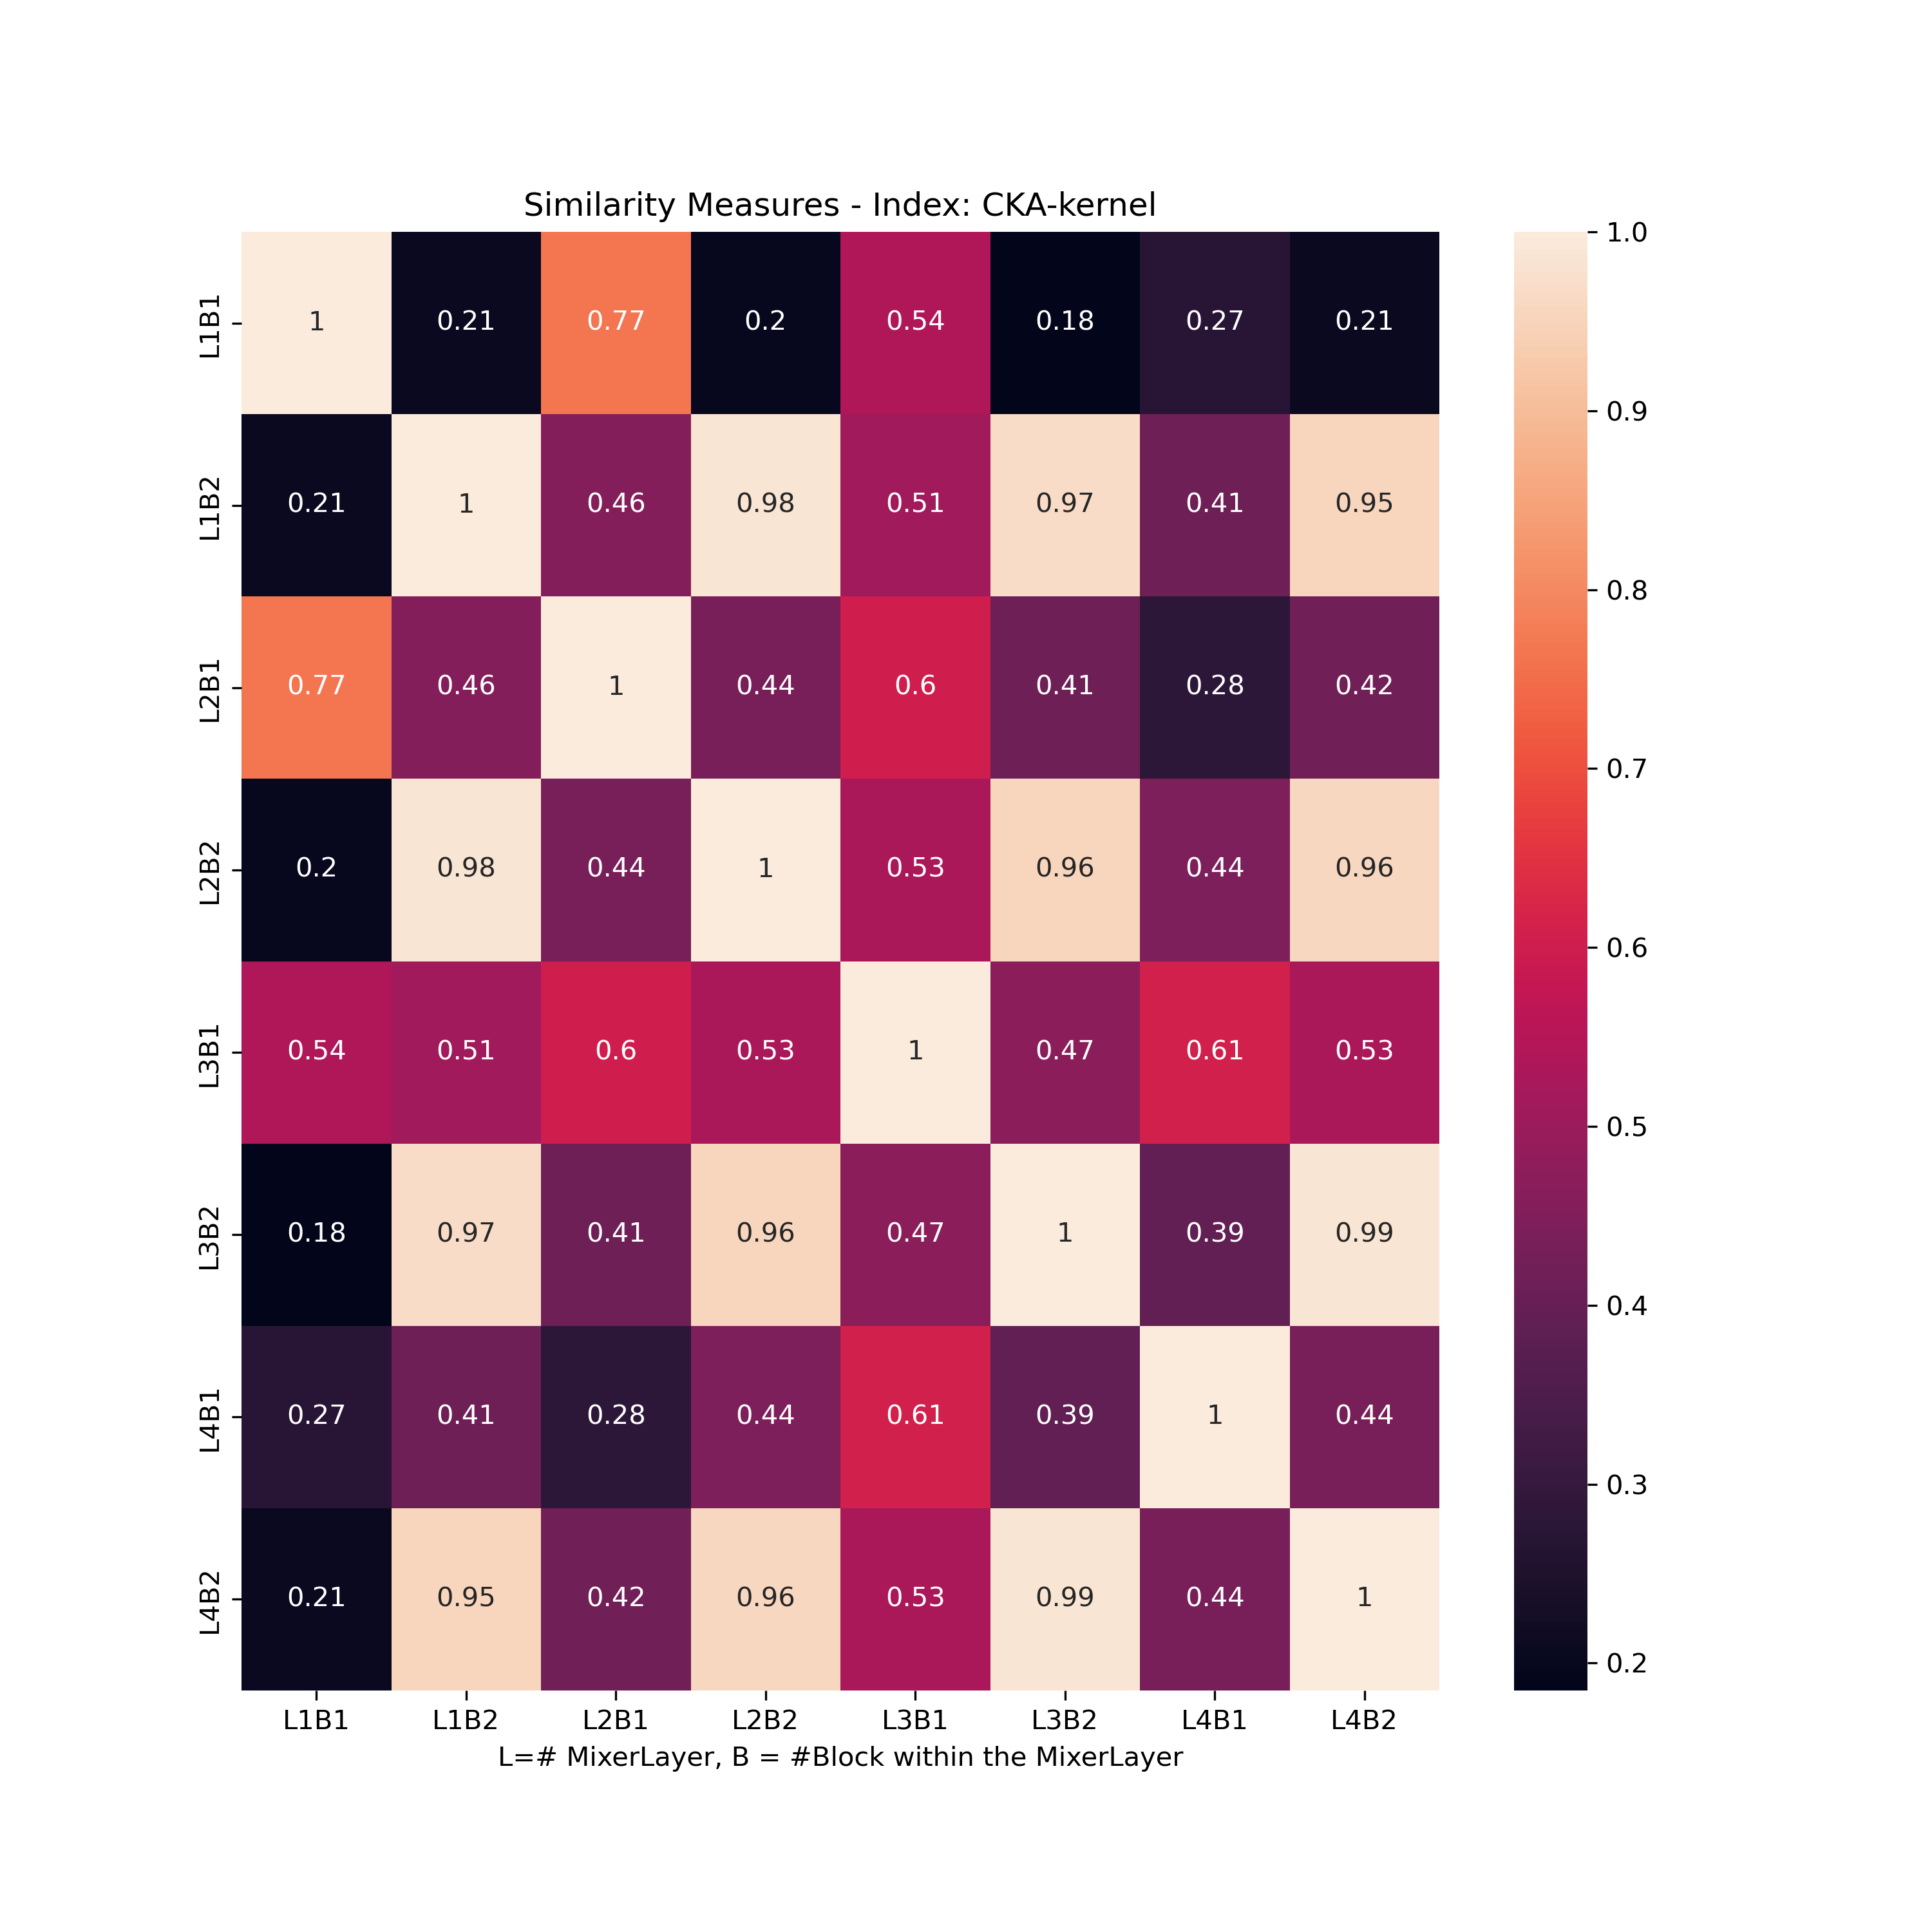 Similarity Measures - Index: CKA-kernel
1.0
L1B1 1 0.21 0.77 0.2 0.54 0.18 0.27 0.21
0.9
L1B2 0.21 1 0.46 0.98 0.51 0.97 0.41 0.95
0.8
L2B1 0.77 0.46 1 0.44 0.6 0.41 0.28 0.42
0.7
L2B2 0.2 0.98 0.44 1 0.53 0.96 0.44 0.96
0.6
L3B1 0.54 0.51 0.6 0.53 1 0.47 0.61 0.53
0.5
L3B2 0.18 0.97 0.41 0.96 0.47 1 0.39 0.99
0.4
L4B1 0.27 0.41 0.28 0.44 0.61 0.39 1 0.44
0.3
L4B2 0.21 0.95 0.42 0.96 0.53 0.99 0.44 1
0.2
L1B1 L1B2 L2B1 L2B2 L3B1 L3B2 L4B1 L4B2
L=# MixerLayer, B = #Block within the MixerLayer